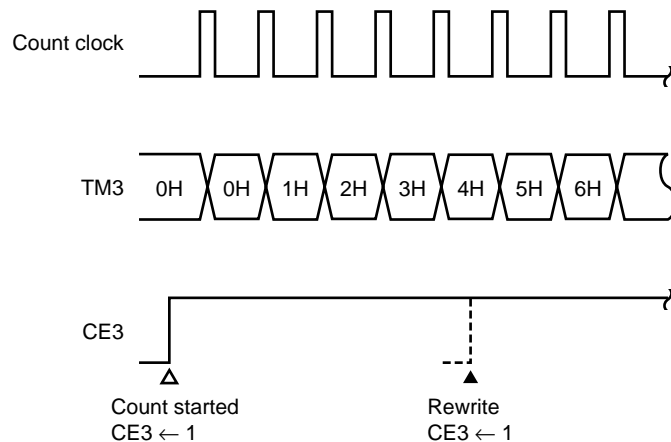 Count clock
TM3
0H 0H 1H 2H 3H 4H 5H 6H
CE3
Count started
CE3 ← 1
Rewrite
CE3 ← 1